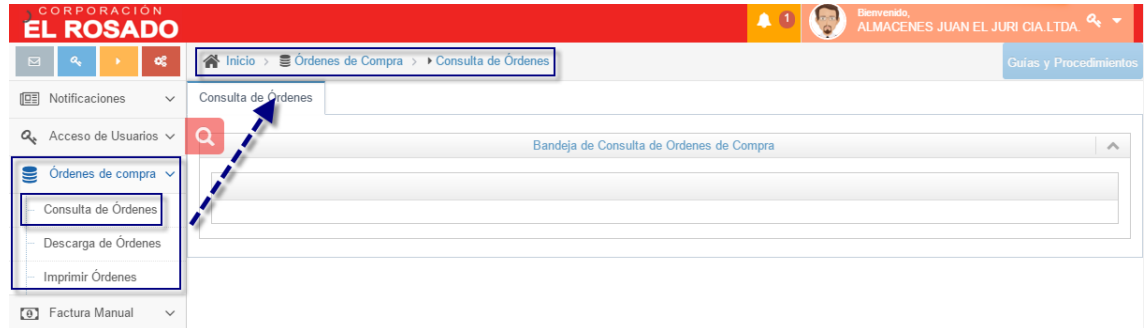 CORPORACIÓN
EL ROSADO
1
Bienvenido,
ALMACENES JUAN EL JURI CIA.LTDA.
Inicio > Órdenes de Compra > Consulta de Órdenes
Guías y Procedimientos
Notificaciones
Consulta de Órdenes
Acceso de Usuarios
Bandeja de Consulta de Ordenes de Compra
Órdenes de compra
Consulta de Órdenes
Descarga de Órdenes
Imprimir Órdenes
Factura Manual